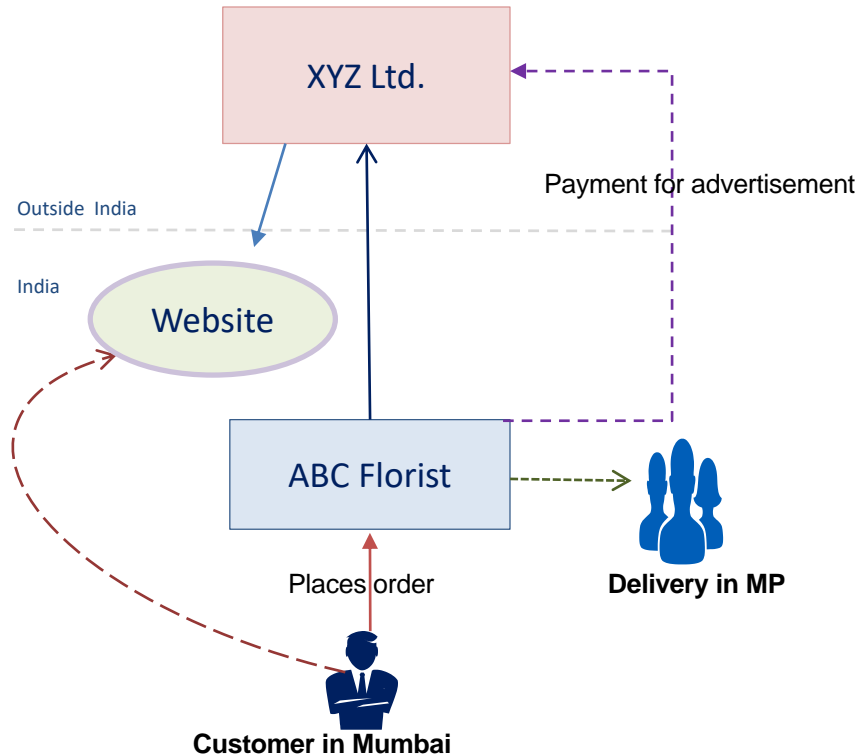 XYZ Ltd.
Payment for advertisement
Outside India
India
Website
ABC Florist
Places order
Delivery in MP
Customer in Mumbai